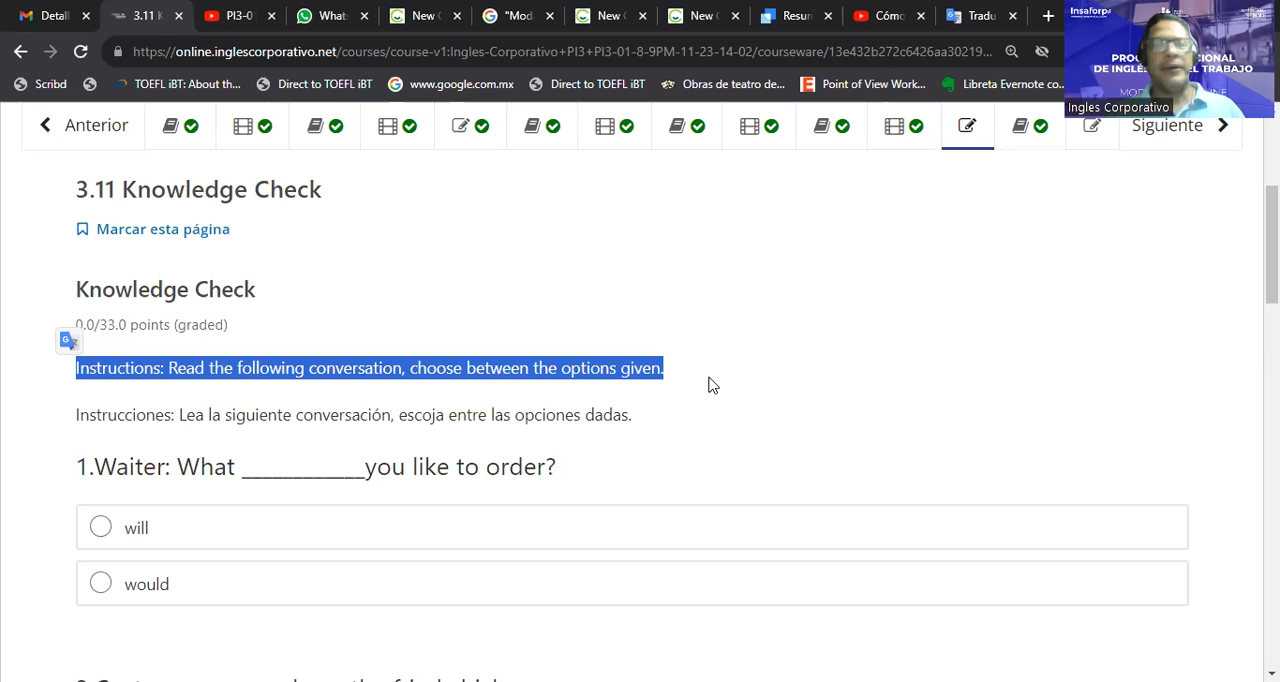 Detall
3.11 K
PI3-0
What
New
"Mod
New
New
Resun
Cómo
Tradu
https://online.inglescorporativo.net/courses/course-v1:Ingles-Corporativo+PI3+PI3-01-8-9PM-11-23-14-02/courseware/13e432b272c6426aa30219...
Scribd
TOEFL iBT: About th...
Direct to TOEFL iBT
www.google.com.mx
Direct to TOEFL iBT
Obras de teatro de...
Point of View Work...
Libreta Evernote co...
Insaforp
DE INGLÉS
TRABAJO
Ingles Corporativo
Anterior
Siguiente
3.11 Knowledge Check
Marcar esta página
Knowledge Check
0.0/33.0 points (graded)
Instructions: Read the following conversation, choose between the options given.
Instrucciones: Lea la siguiente conversación, escoja entre las opciones dadas.
1.Waiter: What ____________you like to order?
will
would